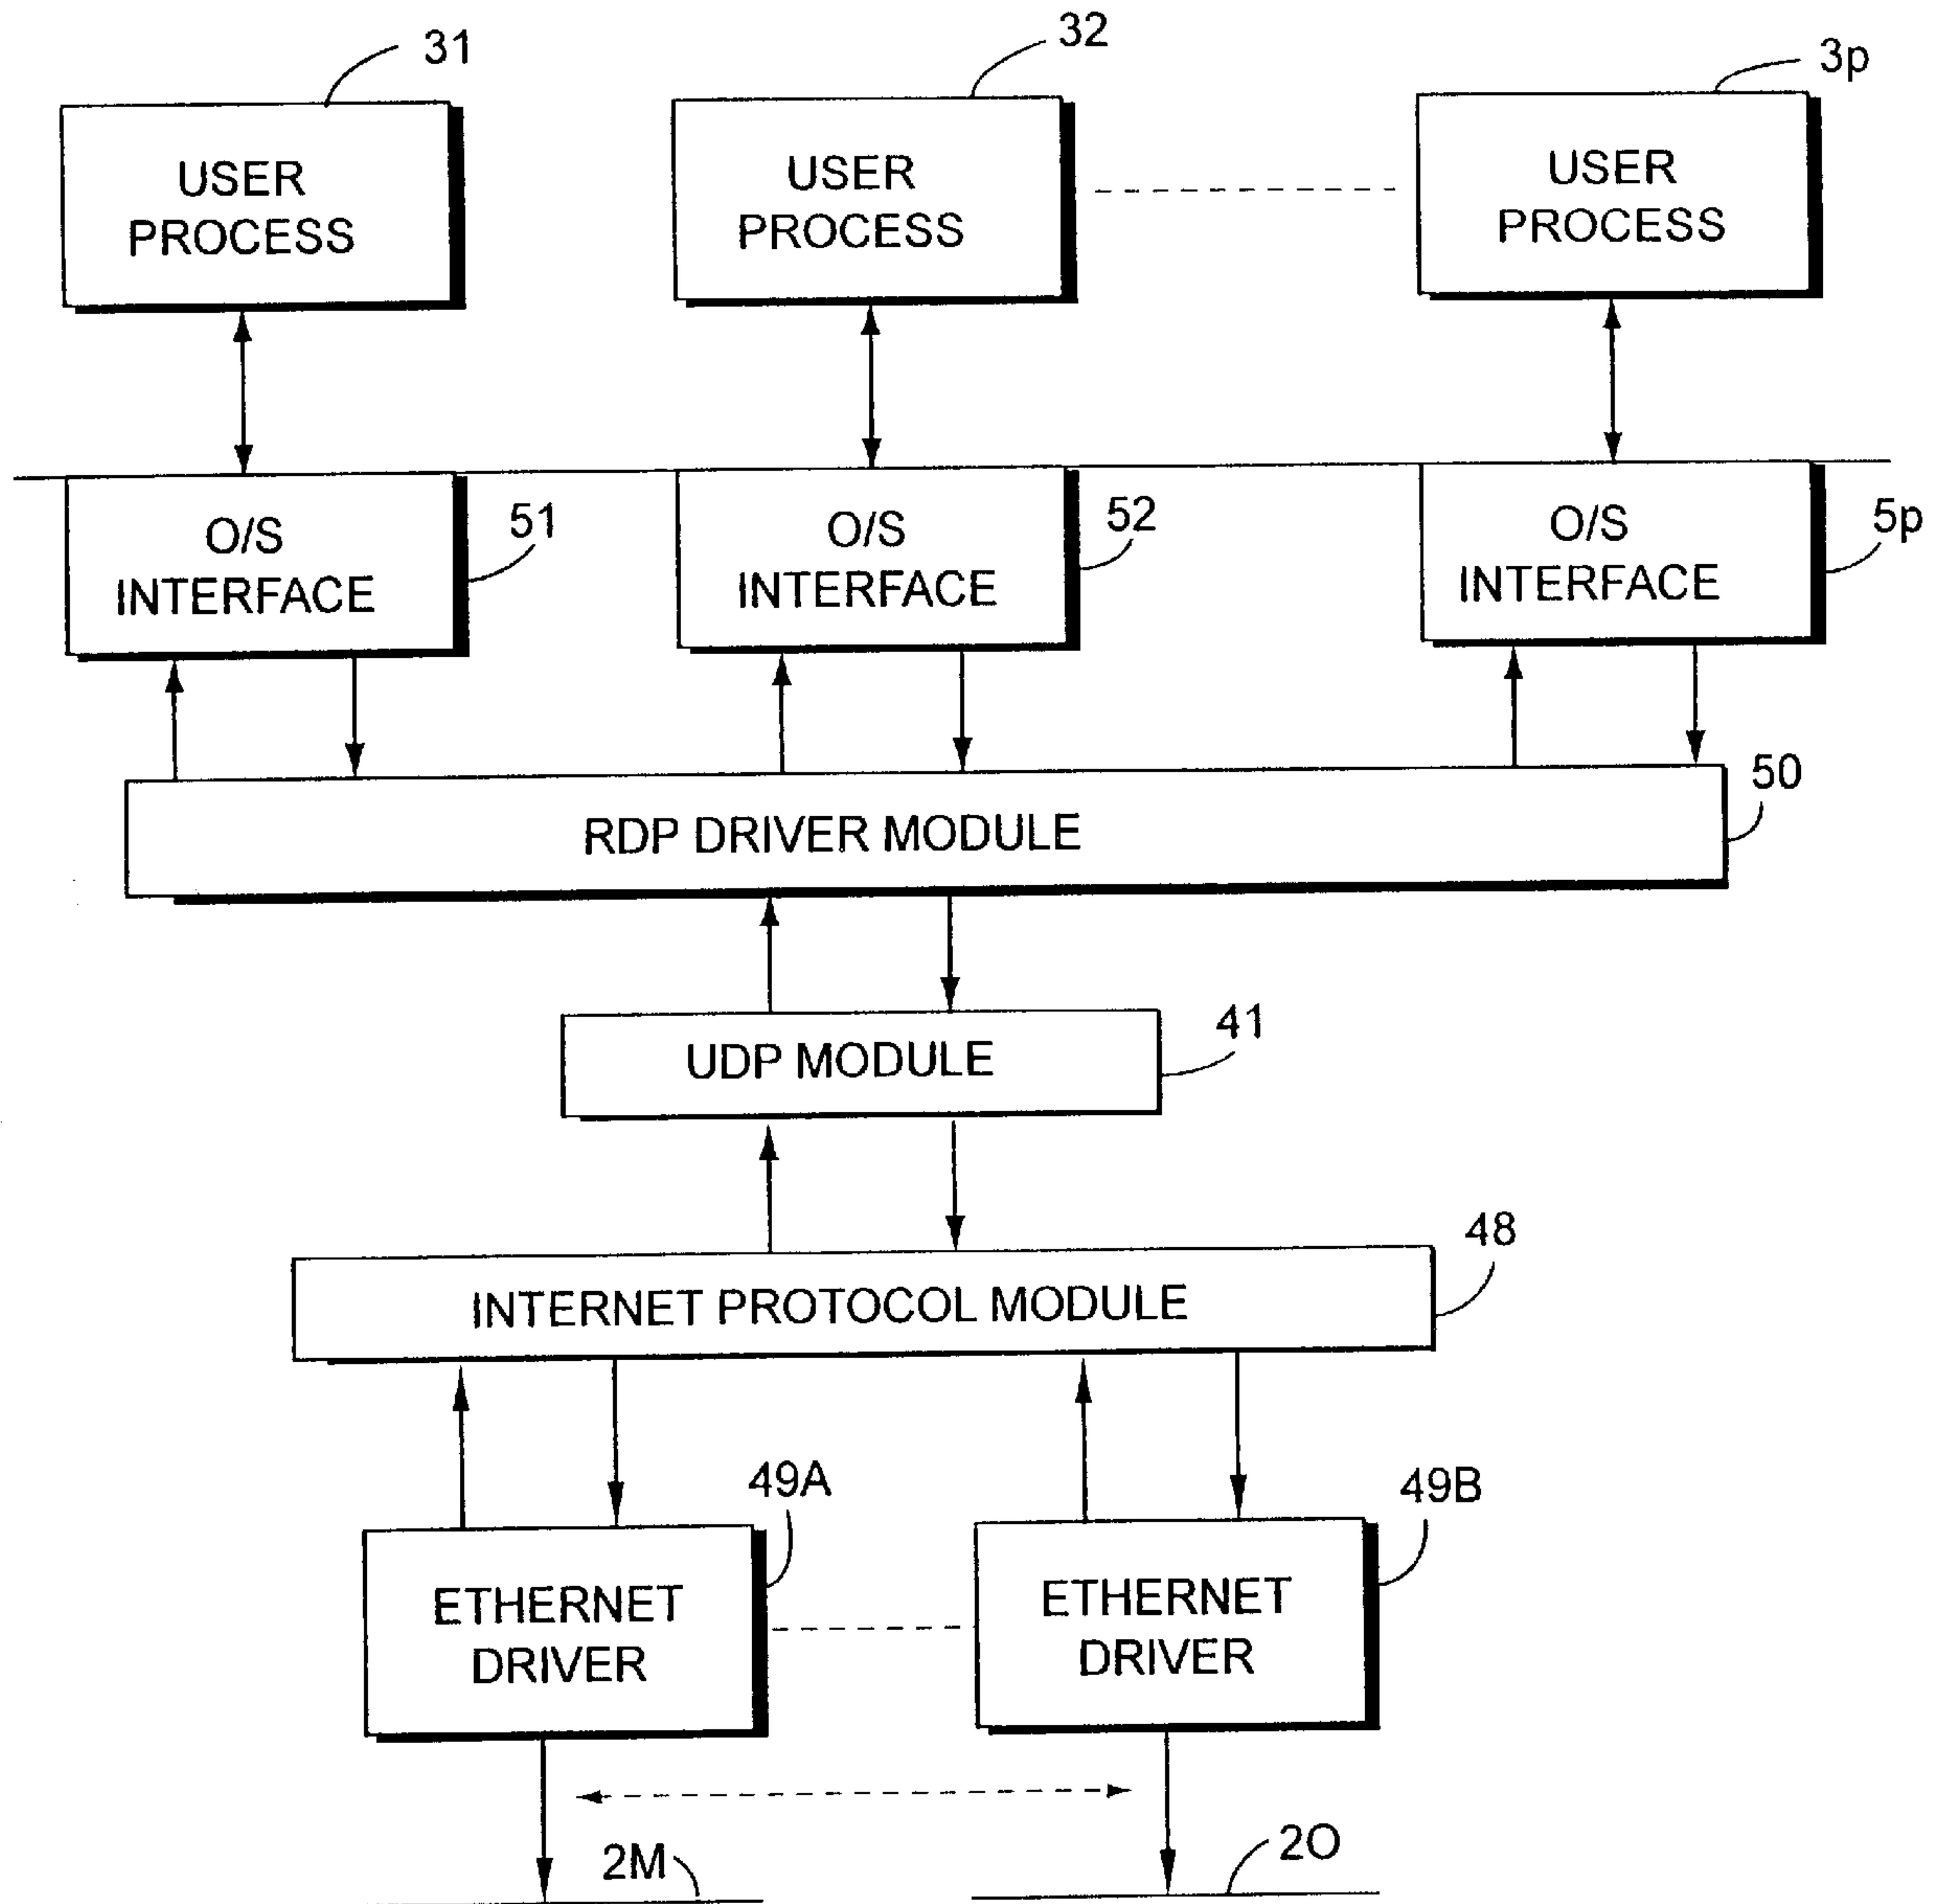 31
32
3p
USER
PROCESS
USER
PROCESS
USER
PROCESS
O/S
INTERFACE
51
O/S
INTERFACE
52
O/S
INTERFACE
5p
RDP DRIVER MODULE
50
UDP MODULE
41
INTERNET PROTOCOL MODULE
48
ETHERNET
DRIVER
49A
ETHERNET
DRIVER
49B
2M
2O